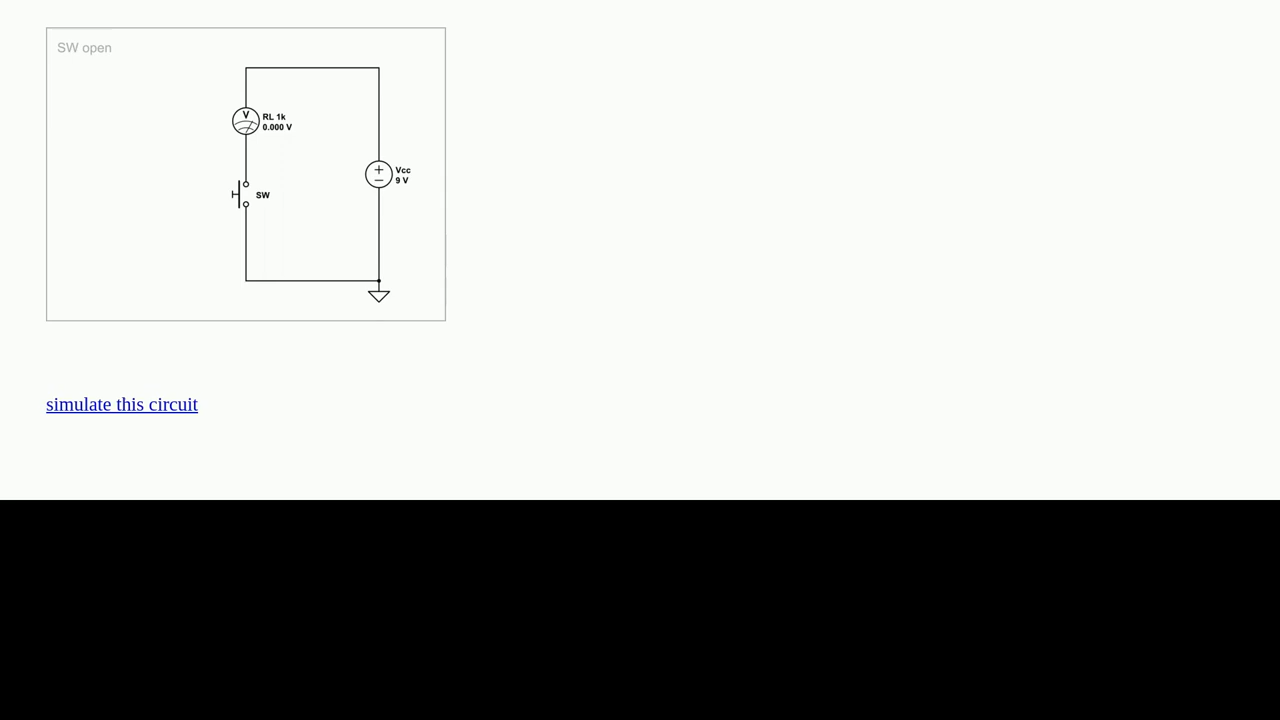 SW open
V
RL 1k
0.000 V
Vcc
9 V
SW
simulate this circuit